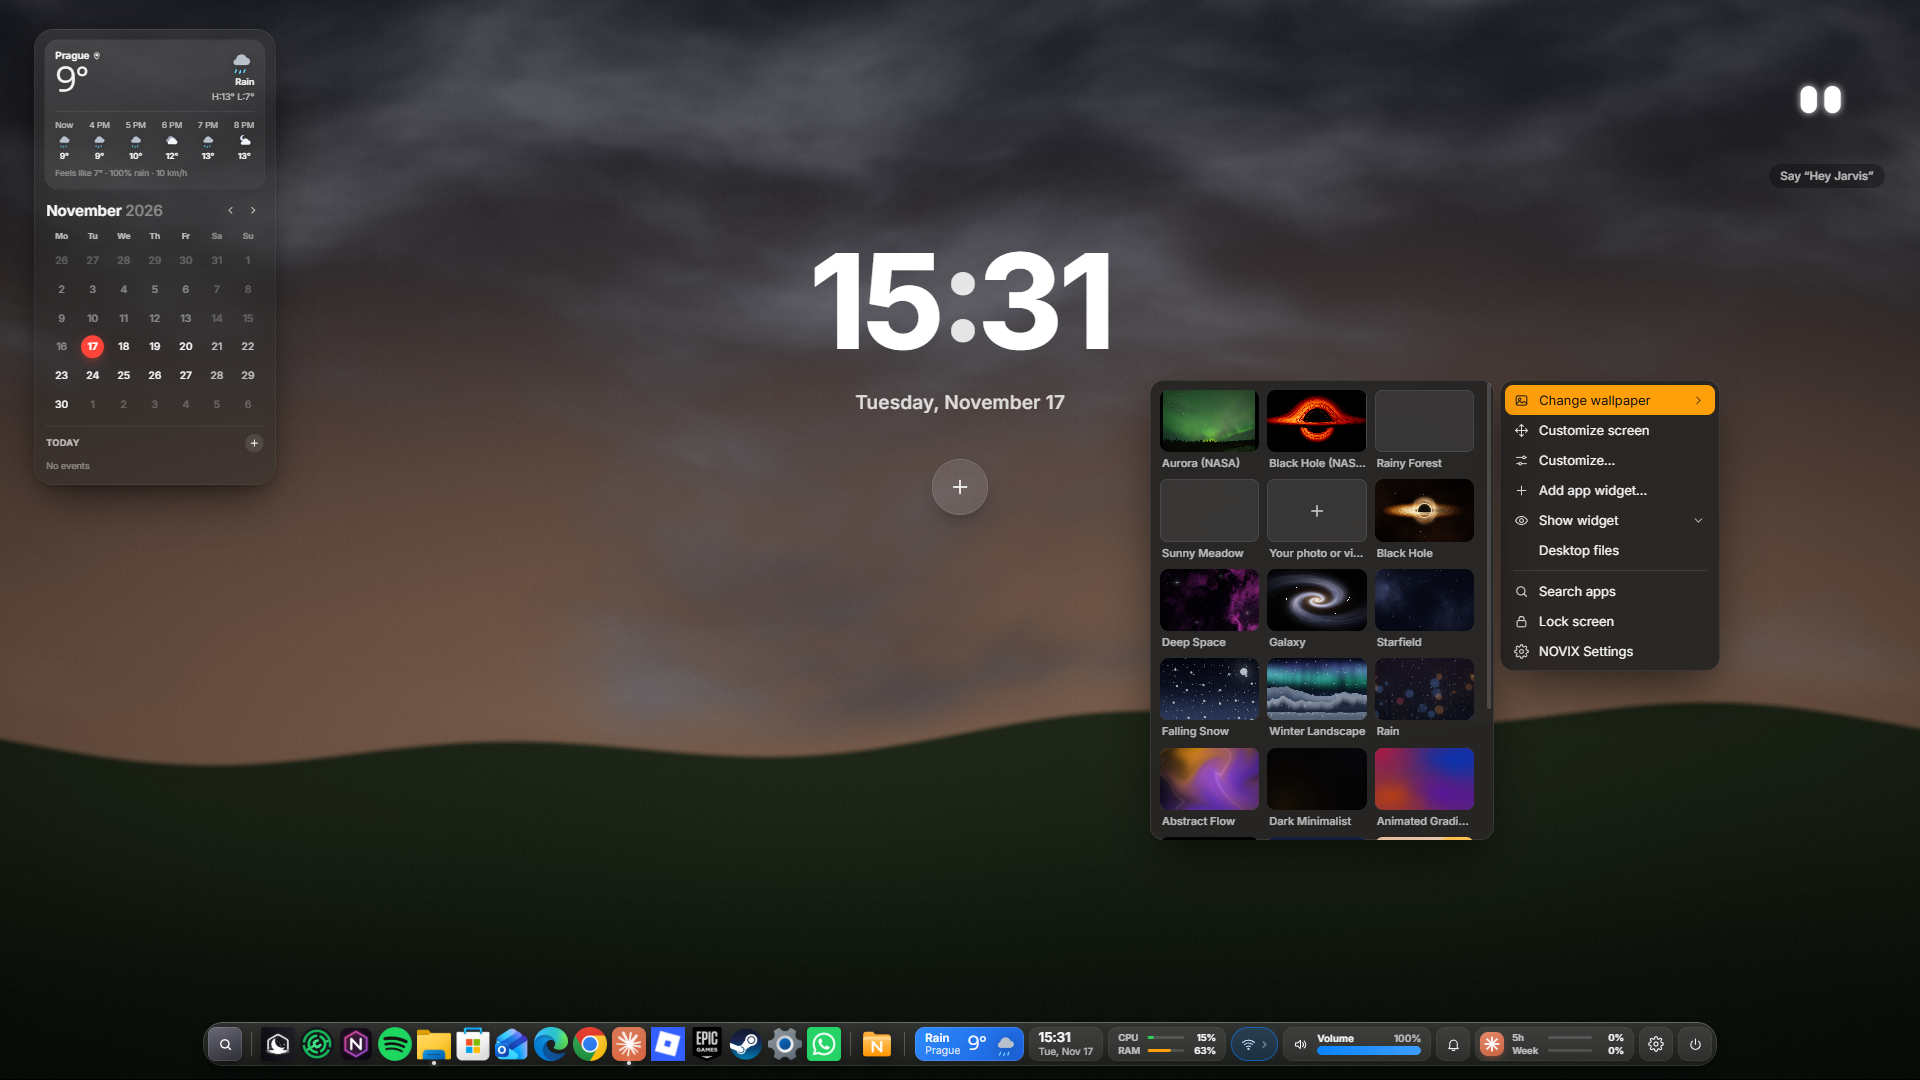 Prague
9°
Rain
H:13° L:7°
Now 4 PM 5 PM 6 PM 7 PM 8 PM
9° 9° 10° 12° 13° 13°
Feels like 7° · 100% rain · 10 km/h
November 2026
Mo Tu We Th Fr Sa Su
26 27 28 29 30 31 1
2 3 4 5 6 7 8
9 10 11 12 13 14 15
16 17 18 19 20 21 22
23 24 25 26 27 28 29
30 1 2 3 4 5 6
TODAY
No events
15:31
Tuesday, November 17
Say “Hey Jarvis”
Aurora (NASA) Black Hole (NAS... Rainy Forest
Sunny Meadow Your photo or vi... Black Hole
Deep Space Galaxy Starfield
Falling Snow Winter Landscape Rain
Abstract Flow Dark Minimalist Animated Gradi...
Change wallpaper
Customize screen
Customize...
Add app widget...
Show widget
Desktop files
Search apps
Lock screen
NOVIX Settings
EPIC
GAMES
N
Rain
Prague
9°
15:31
Tue, Nov 17
CPU 15%
RAM 63%
Volume 100%
5h 0%
Week 0%